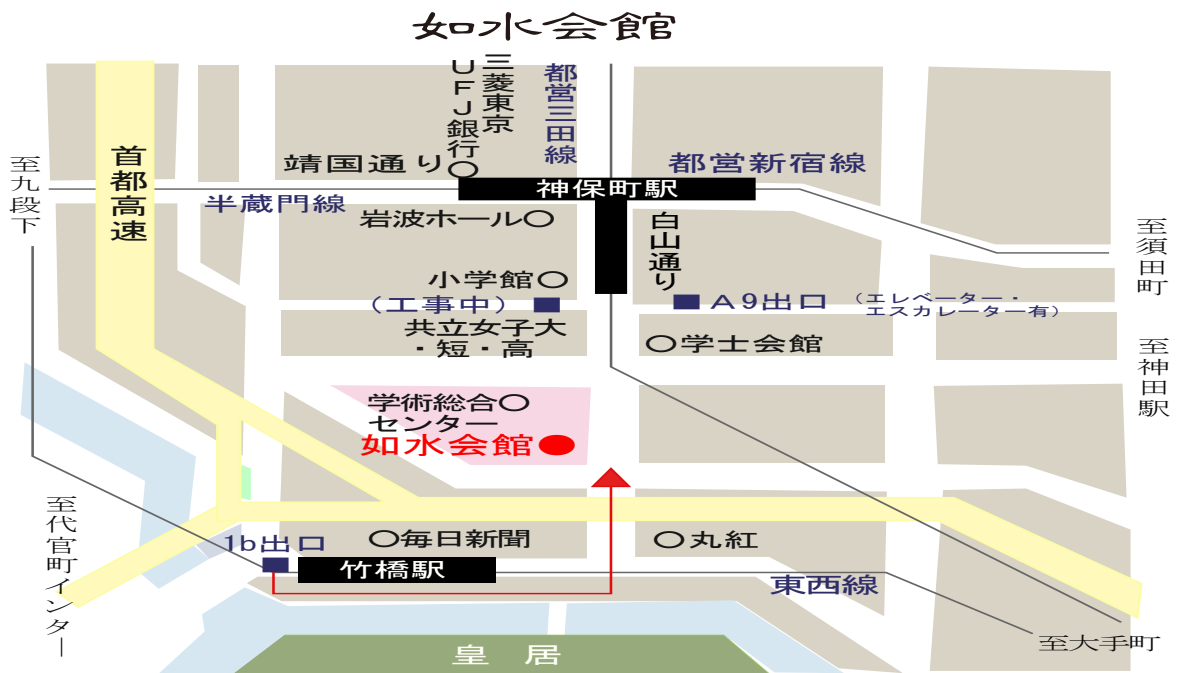 如水会館
三菱東京
UFJ銀行
都営三田線
靖国通り
都営新宿線
首都高速
至九段下
神保町駅
半蔵門線
岩波ホール
白山通り
至須田町
小学館
(工事中)
A9出口
(エレベーター・
エスカレーター有)
共立女子大
・短・高
学士会館
至神田駅
学術総合
センター
如水会館
至代官町インター
1b出口
毎日新聞
丸紅
竹橋駅
東西線
至大手町
皇居